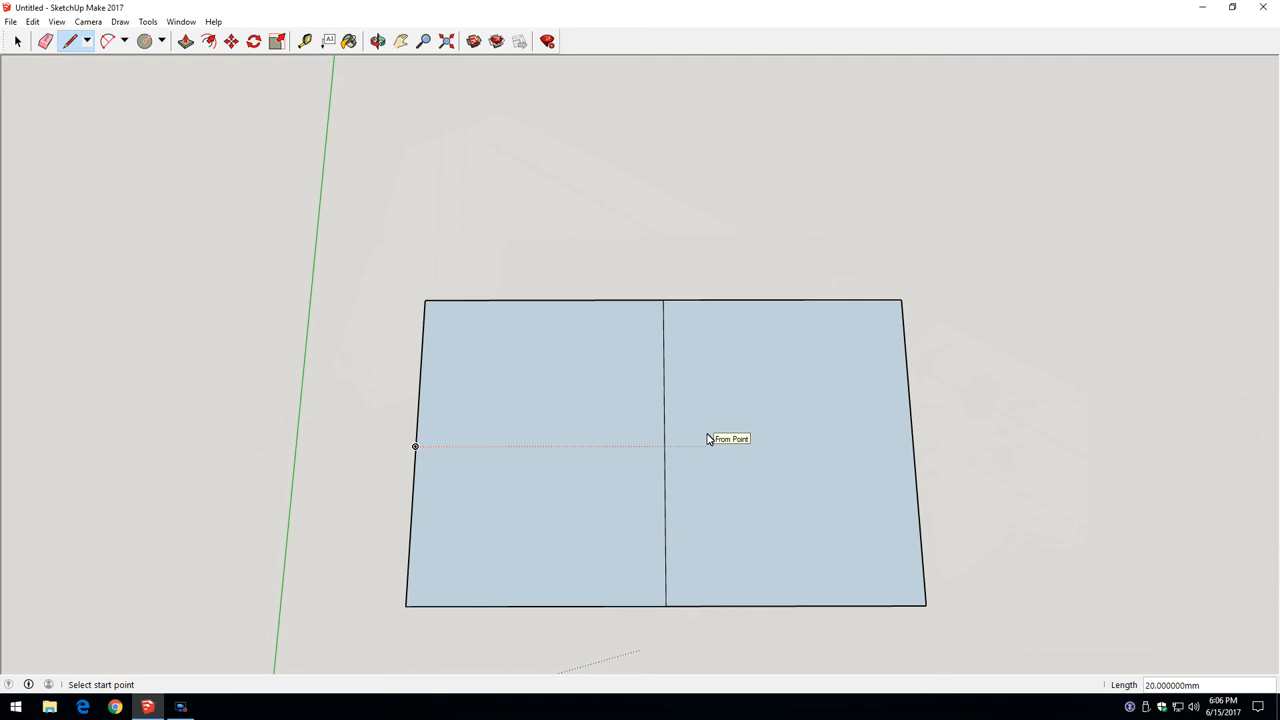 Untitled - SketchUp Make 2017
File Edit View Camera Draw Tools Window Help
A1
From Point
Select start point
Length 20.000000mm
6:06 PM
6/15/2017